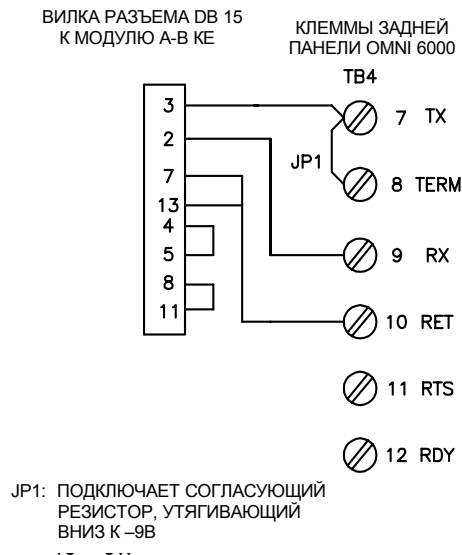 ВИЛКА РАЗЪЕМА DB 15
К МОДУЛЮ А-В КЕ
КЛЕММЫ ЗАДНЕЙ
ПАНЕЛИ OMNI 6000
TB4
3
2
7
13
4
5
8
11
JP1
7 TX
8 TERM
9 RX
10 RET
11 RTS
12 RDY
JP1: ПОДКЛЮЧАЕТ СОГЛАСУЮЩИЙ
РЕЗИСТОР, УТЯГИВАЮЩИЙ
ВНИЗ К –9В